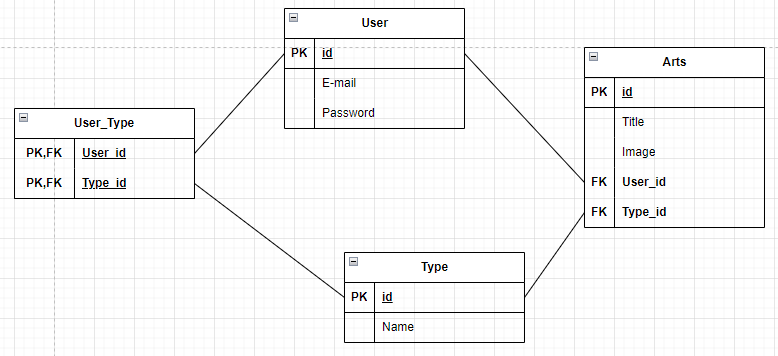 User
PK id
E-mail
Password
Arts
PK id
Title
Image
FK User_id
FK Type_id
User_Type
PK,FK User_id
PK,FK Type_id
Type
PK id
Name